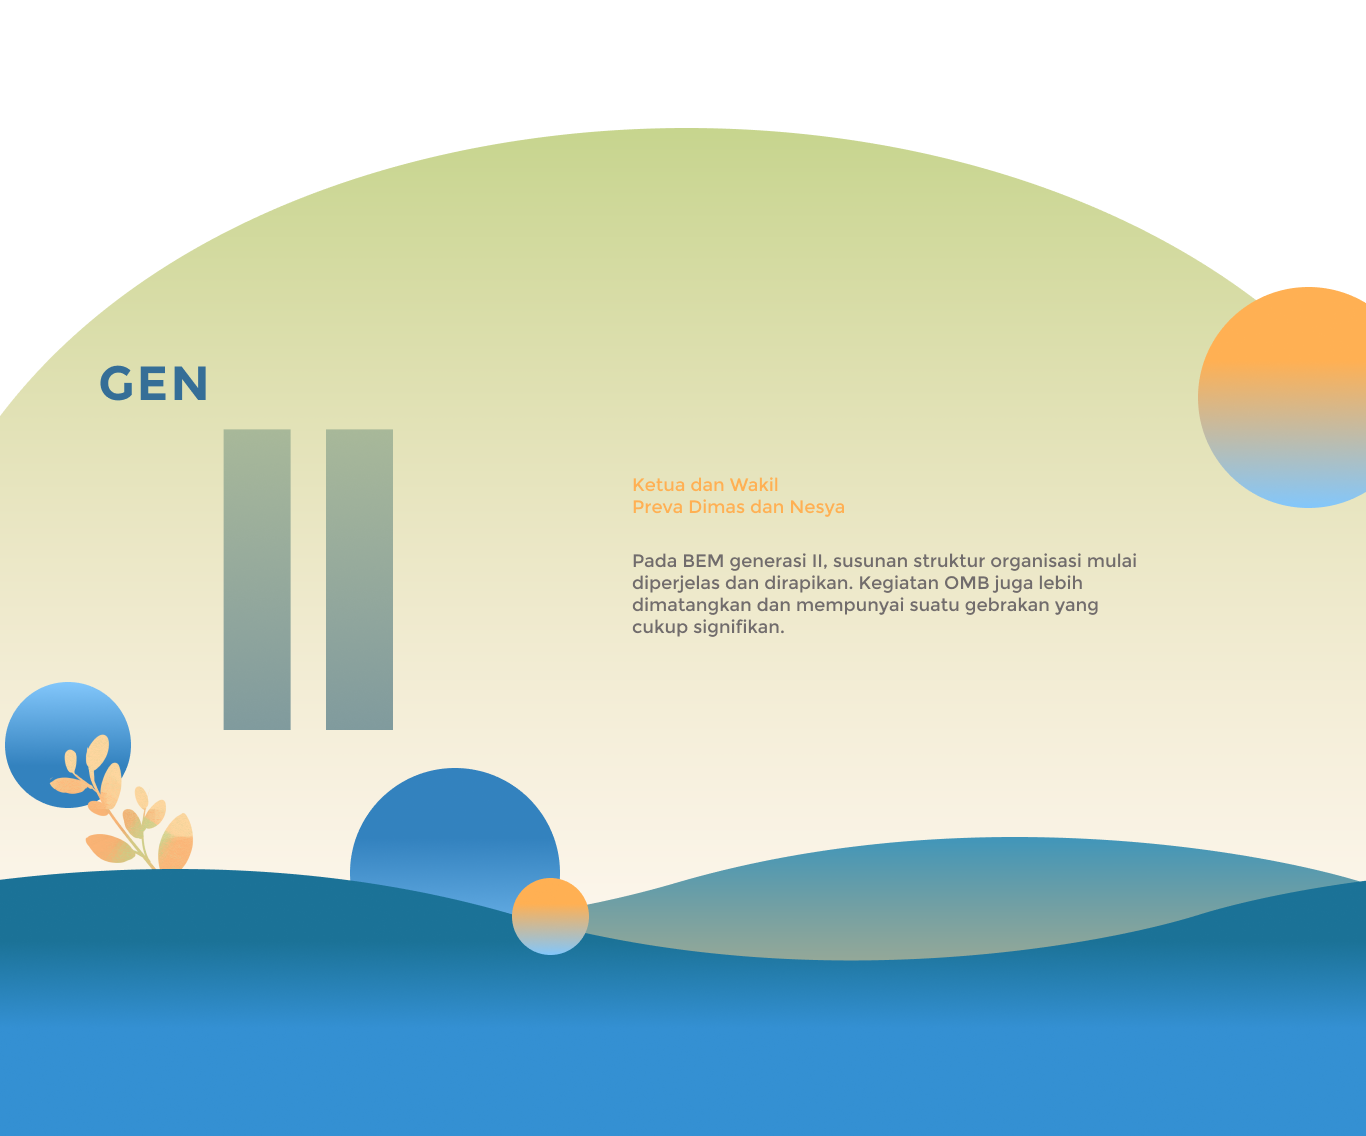 GEN
II
Ketua dan Wakil
Preva Dimas dan Nesya
Pada BEM generasi II, susunan struktur organisasi mulai
diperjelas dan dirapikan. Kegiatan OMB juga lebih
dimatangkan dan mempunyai suatu gebrakan yang
cukup signifikan.